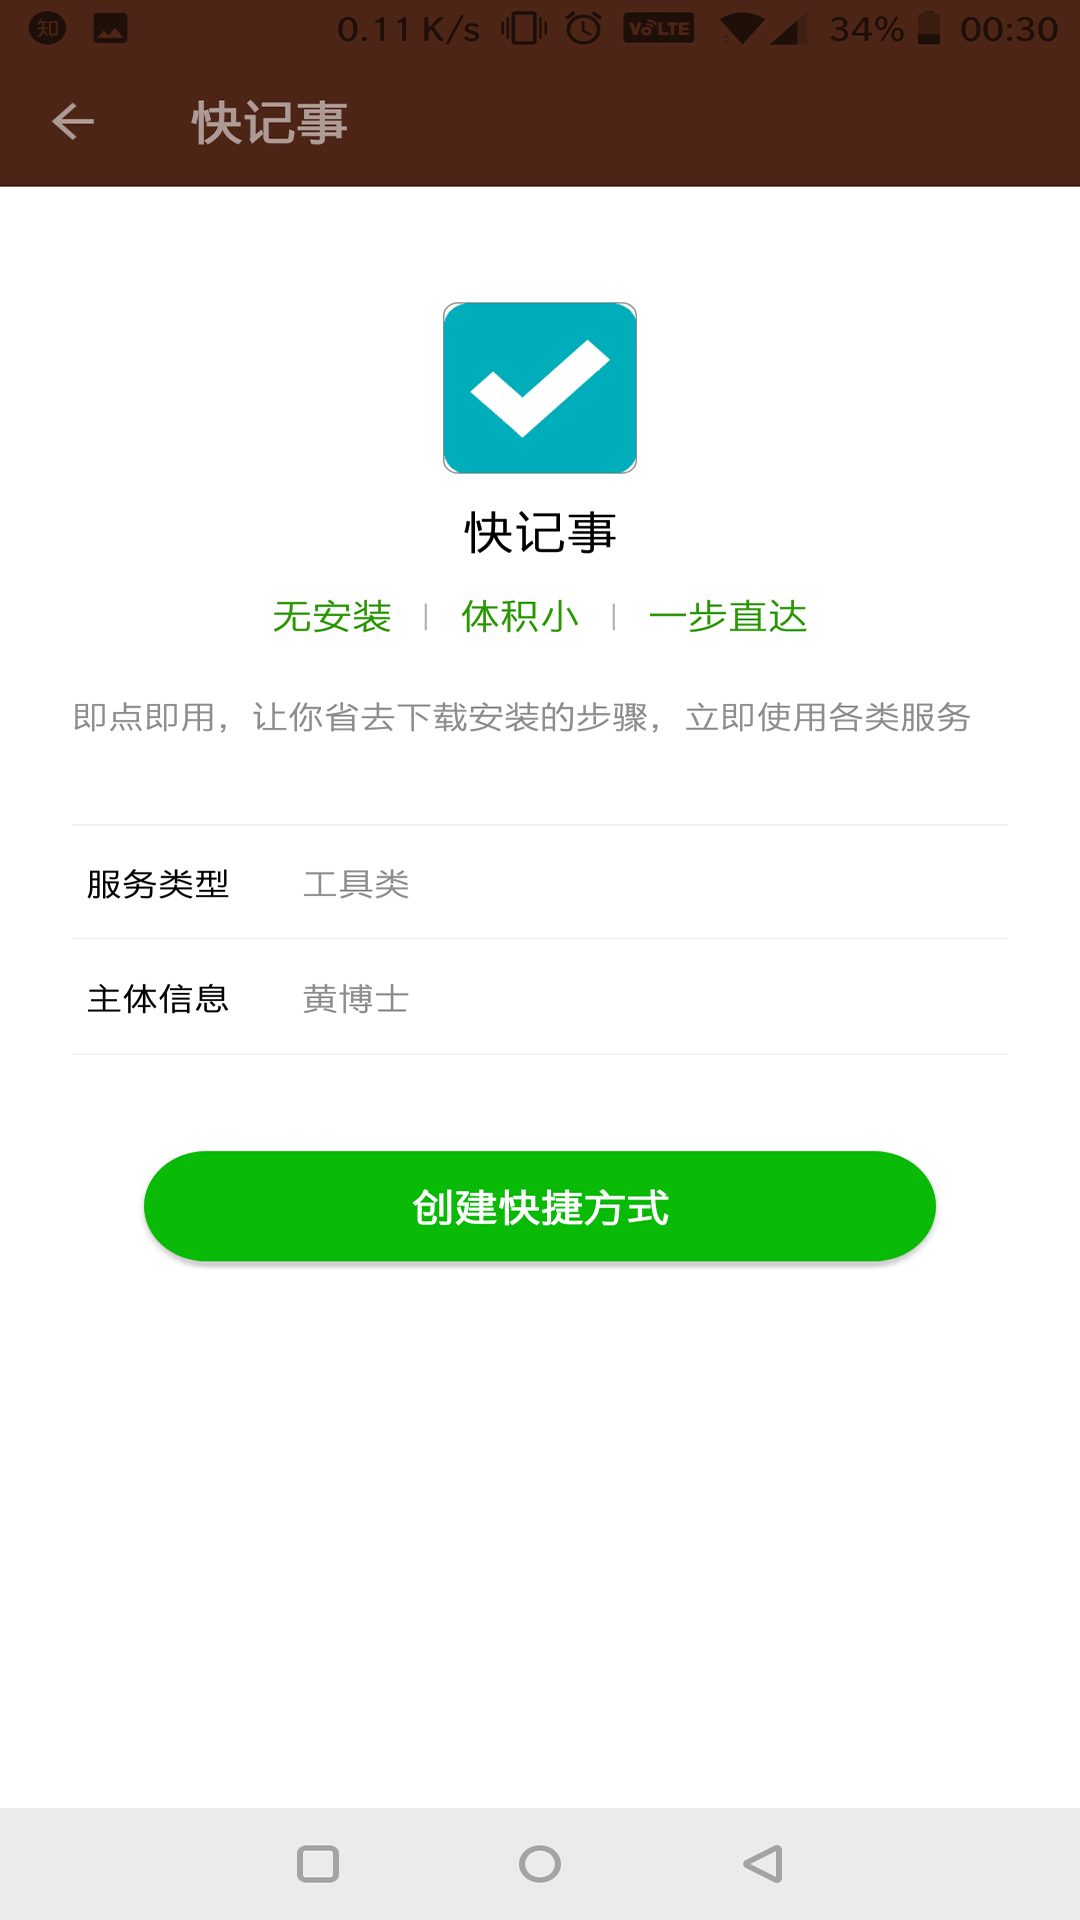 知 0.11 K/s VoLTE 34% 00:30
快记事
快记事
无安装 | 体积小 | 一步直达
即点即用，让你省去下载安装的步骤，立即使用各类服务
服务类型 工具类
主体信息 黄博士
创建快捷方式